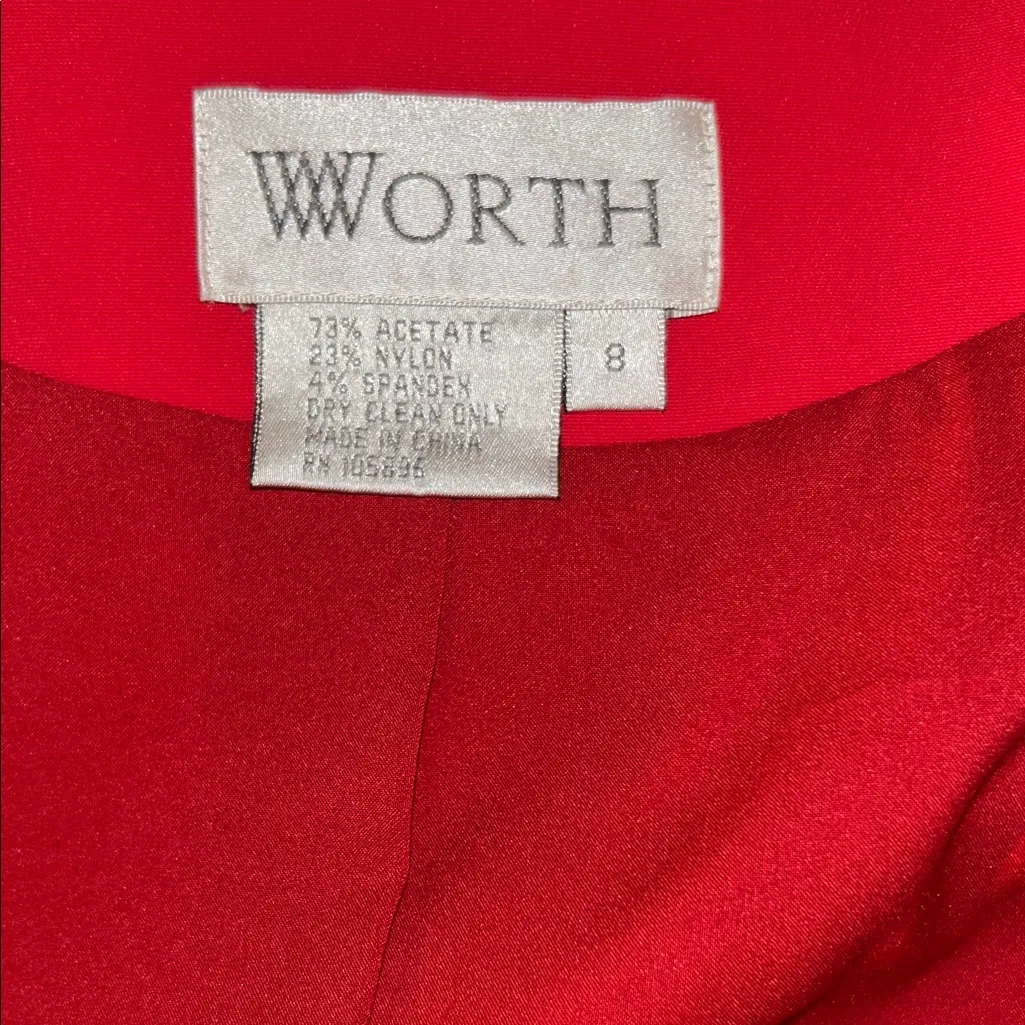 WORTH
73% ACETATE
23% NYLON
4% SPANDEX
DRY CLEAN ONLY
MADE IN CHINA
RN 105896
8